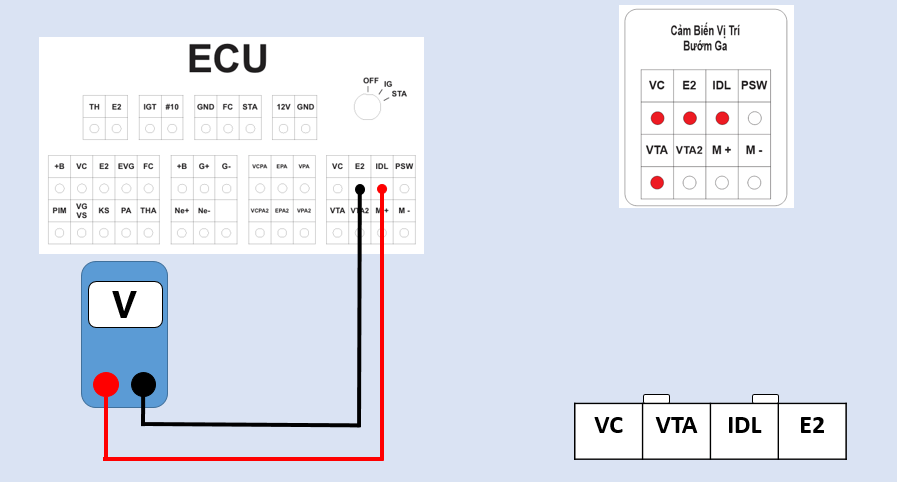 ECU
OFF
IG
STA
TH E2 IGT #10 GND FC STA 12V GND
+B VC E2 EVG FC +B G+ G- VCPA EPA VPA VC E2 IDL PSW
PIM VG VS KS PA THA Ne+ Ne- VCPA2 EPA2 VPA2 VTA VTA2 M + M -
V
Cảm Biến Vị Trí
Bướm Ga
VC E2 IDL PSW
VTA VTA2 M + M -
VC VTA IDL E2